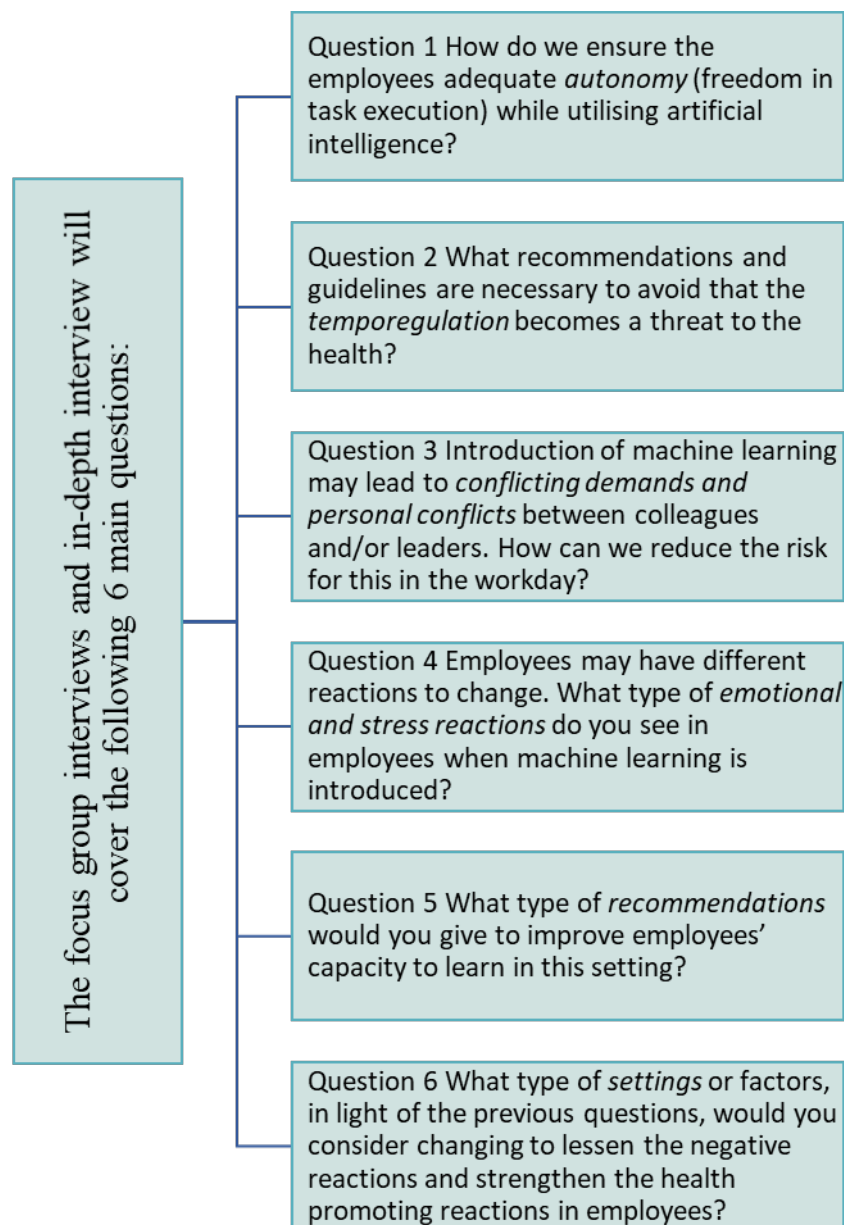 The focus group interviews and in-depth interview will
cover the following 6 main questions:
Question 1 How do we ensure the
employees adequate autonomy (freedom in
task execution) while utilising artificial
intelligence?
Question 2 What recommendations and
guidelines are necessary to avoid that the
temporegulation becomes a threat to the
health?
Question 3 Introduction of machine learning
may lead to conflicting demands and
personal conflicts between colleagues
and/or leaders. How can we reduce the risk
for this in the workday?
Question 4 Employees may have different
reactions to change. What type of emotional
and stress reactions do you see in
employees when machine learning is
introduced?
Question 5 What type of recommendations
would you give to improve employees’
capacity to learn in this setting?
Question 6 What type of settings or factors,
in light of the previous questions, would you
consider changing to lessen the negative
reactions and strengthen the health
promoting reactions in employees?